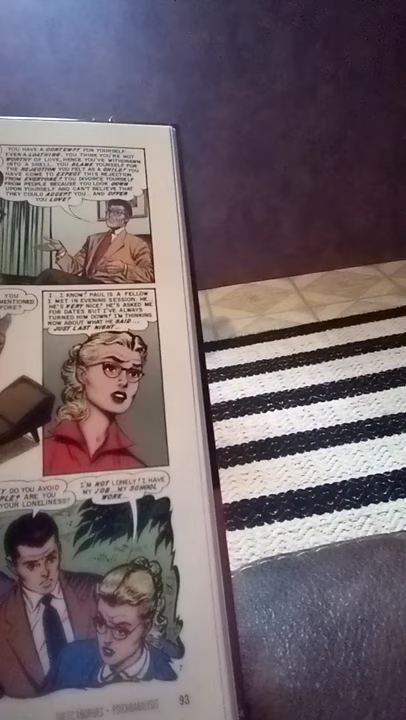 YOU HAVE A CONTEMPT FOR YOURSELF...
EVEN A LOATHING. YOU THINK YOU'RE NOT
WORTHY OF LOVE, HENCE YOU'VE WITHDRAWN
INTO A SHELL. YOU BLAME YOURSELF FOR
THE REJECTION YOU FELT AS A CHILD! YOU
HAVE COME TO EXPECT THIS REJECTION
FROM EVERYONE! YOU DIVORCE YOURSELF
FROM PEOPLE BECAUSE YOU LOOK DOWN
UPON YOURSELF AND CAN'T BELIEVE THAT
THEY COULD ACCEPT YOU... AND OFFER
YOU LOVE!
YOU
MENTIONED
I... I KNOW! PAUL IS A FELLOW
I MET IN EVENING SESSION. HE...
HE'S VERY NICE! HE'S ASKED ME
FOR DATES BUT I'VE ALWAYS
TURNED HIM DOWN! I'M THINKING
NOW ABOUT WHAT HE SAID...
JUST LAST NIGHT...
DO YOU AVOID
ARE YOU
YOUR LONELINESS?
I'M NOT LONELY! I HAVE
MY JOB... MY SCHOOL
WORK...
7
ARCHIVES • PSYCHOANALYSIS 93